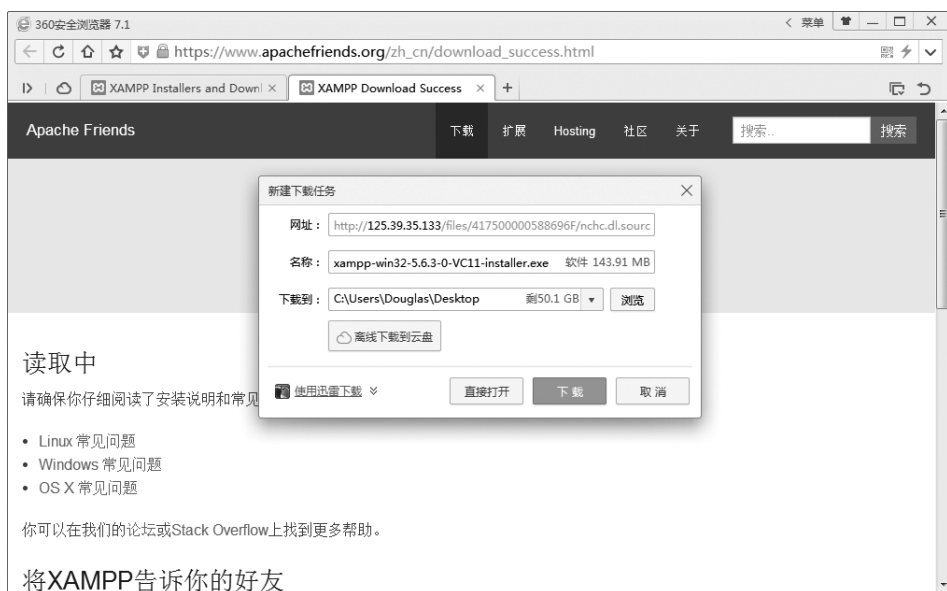 360安全浏览器 7.1 菜单
https://www.apachefriends.org/zh_cn/download_success.html
XAMPP Installers and Downl × XAMPP Download Success × +
Apache Friends 下载 扩展 Hosting 社区 关于 搜索.. 搜索
新建下载任务
网址： http://125.39.35.133/files/417500000588696F/nchc.dl.sourc
名称： xampp-win32-5.6.3-0-VC11-installer.exe 软件 143.91 MB
下载到： C:\Users\Douglas\Desktop 剩50.1 GB 浏览
离线下载到云盘
使用迅雷下载 直接打开 下载 取消
读取中
请确保你仔细阅读了安装说明和常见
• Linux 常见问题
• Windows 常见问题
• OS X 常见问题
你可以在我们的论坛或Stack Overflow上找到更多帮助。
将XAMPP告诉你的好友